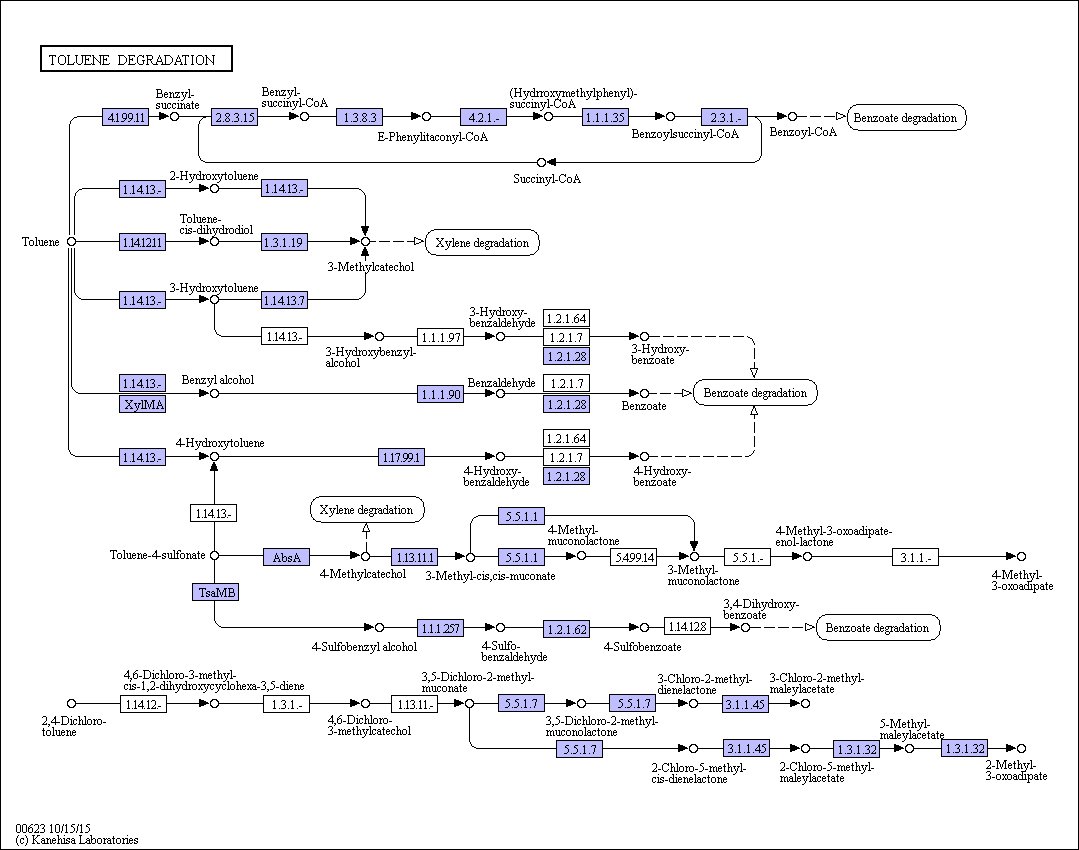 TOLUENE DEGRADATION
Benzyl-
succinate
Benzyl-
succinyl-CoA
(Hydrroxymethylphenyl)-
succinyl-CoA
4.1.99.11
2.8.3.15
1.3.8.3
4.2.1.-
1.1.1.35
2.3.1.-
Benzoate degradation
E-Phenylitaconyl-CoA
Benzoylsuccinyl-CoA
Benzoyl-CoA
Succinyl-CoA
2-Hydroxytoluene
1.14.13.-
1.14.13.-
Toluene-
cis-dihydrodiol
Toluene
1.14.12.11
1.3.1.19
Xylene degradation
3-Methylcatechol
3-Hydroxytoluene
1.14.13.-
1.14.13.7
3-Hydroxy-
benzaldehyde
1.2.1.64
1.14.13.-
1.1.1.97
1.2.1.7
3-Hydroxybenzyl-
alcohol
1.2.1.28
3-Hydroxy-
benzoate
1.14.13.-
Benzyl alcohol
Benzaldehyde
1.2.1.7
XylMA
1.1.1.90
1.2.1.28
Benzoate
Benzoate degradation
4-Hydroxytoluene
1.2.1.64
1.14.13.-
1.17.99.1
1.2.1.7
4-Hydroxy-
benzaldehyde
1.2.1.28
4-Hydroxy-
benzoate
1.14.13.-
Xylene degradation
5.5.1.1
4-Methyl-
muconolactone
4-Methyl-3-oxoadipate-
enol-lactone
Toluene-4-sulfonate
AbsA
1.13.11.1
5.5.1.1
5.4.99.14
5.5.1.-
3.1.1.-
4-Methylcatechol
3-Methyl-cis,cis-muconate
3-Methyl-
muconolactone
4-Methyl-
3-oxoadipate
TsaMB
3,4-Dihydroxy-
benzoate
1.1.1.257
1.2.1.62
1.14.12.8
Benzoate degradation
4-Sulfobenzyl alcohol
4-Sulfo-
benzaldehyde
4-Sulfobenzoate
4,6-Dichloro-3-methyl-
cis-1,2-dihydroxycyclohexa-3,5-diene
3,5-Dichloro-2-methyl-
muconate
3-Chloro-2-methyl-
dienelactone
3-Chloro-2-methyl-
maleylacetate
1.14.12.-
1.3.1.-
1.13.11.-
5.5.1.7
5.5.1.7
3.1.1.45
2,4-Dichloro-
toluene
4,6-Dichloro-
3-methylcatechol
3,5-Dichloro-2-methyl-
muconolactone
5-Methyl-
maleylacetate
5.5.1.7
3.1.1.45
1.3.1.32
1.3.1.32
2-Chloro-5-methyl-
cis-dienelactone
2-Chloro-5-methyl-
maleylacetate
2-Methyl-
3-oxoadipate
00623 10/15/15
(c) Kanehisa Laboratories